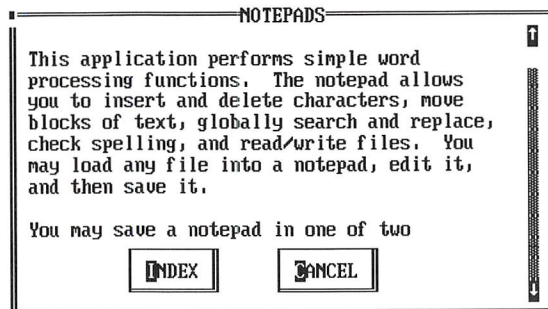 NOTEPADS
This application performs simple word
processing functions. The notepad allows
you to insert and delete characters, move
blocks of text, globally search and replace,
check spelling, and read/write files. You
may load any file into a notepad, edit it,
and then save it.
You may save a notepad in one of two
INDEX CANCEL